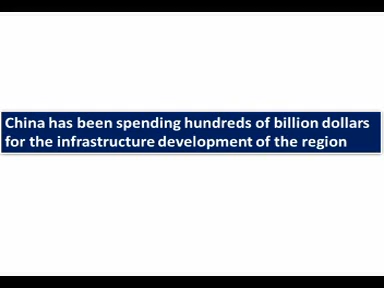 China has been spending hundreds of billion dollars
for the infrastructure development of the region